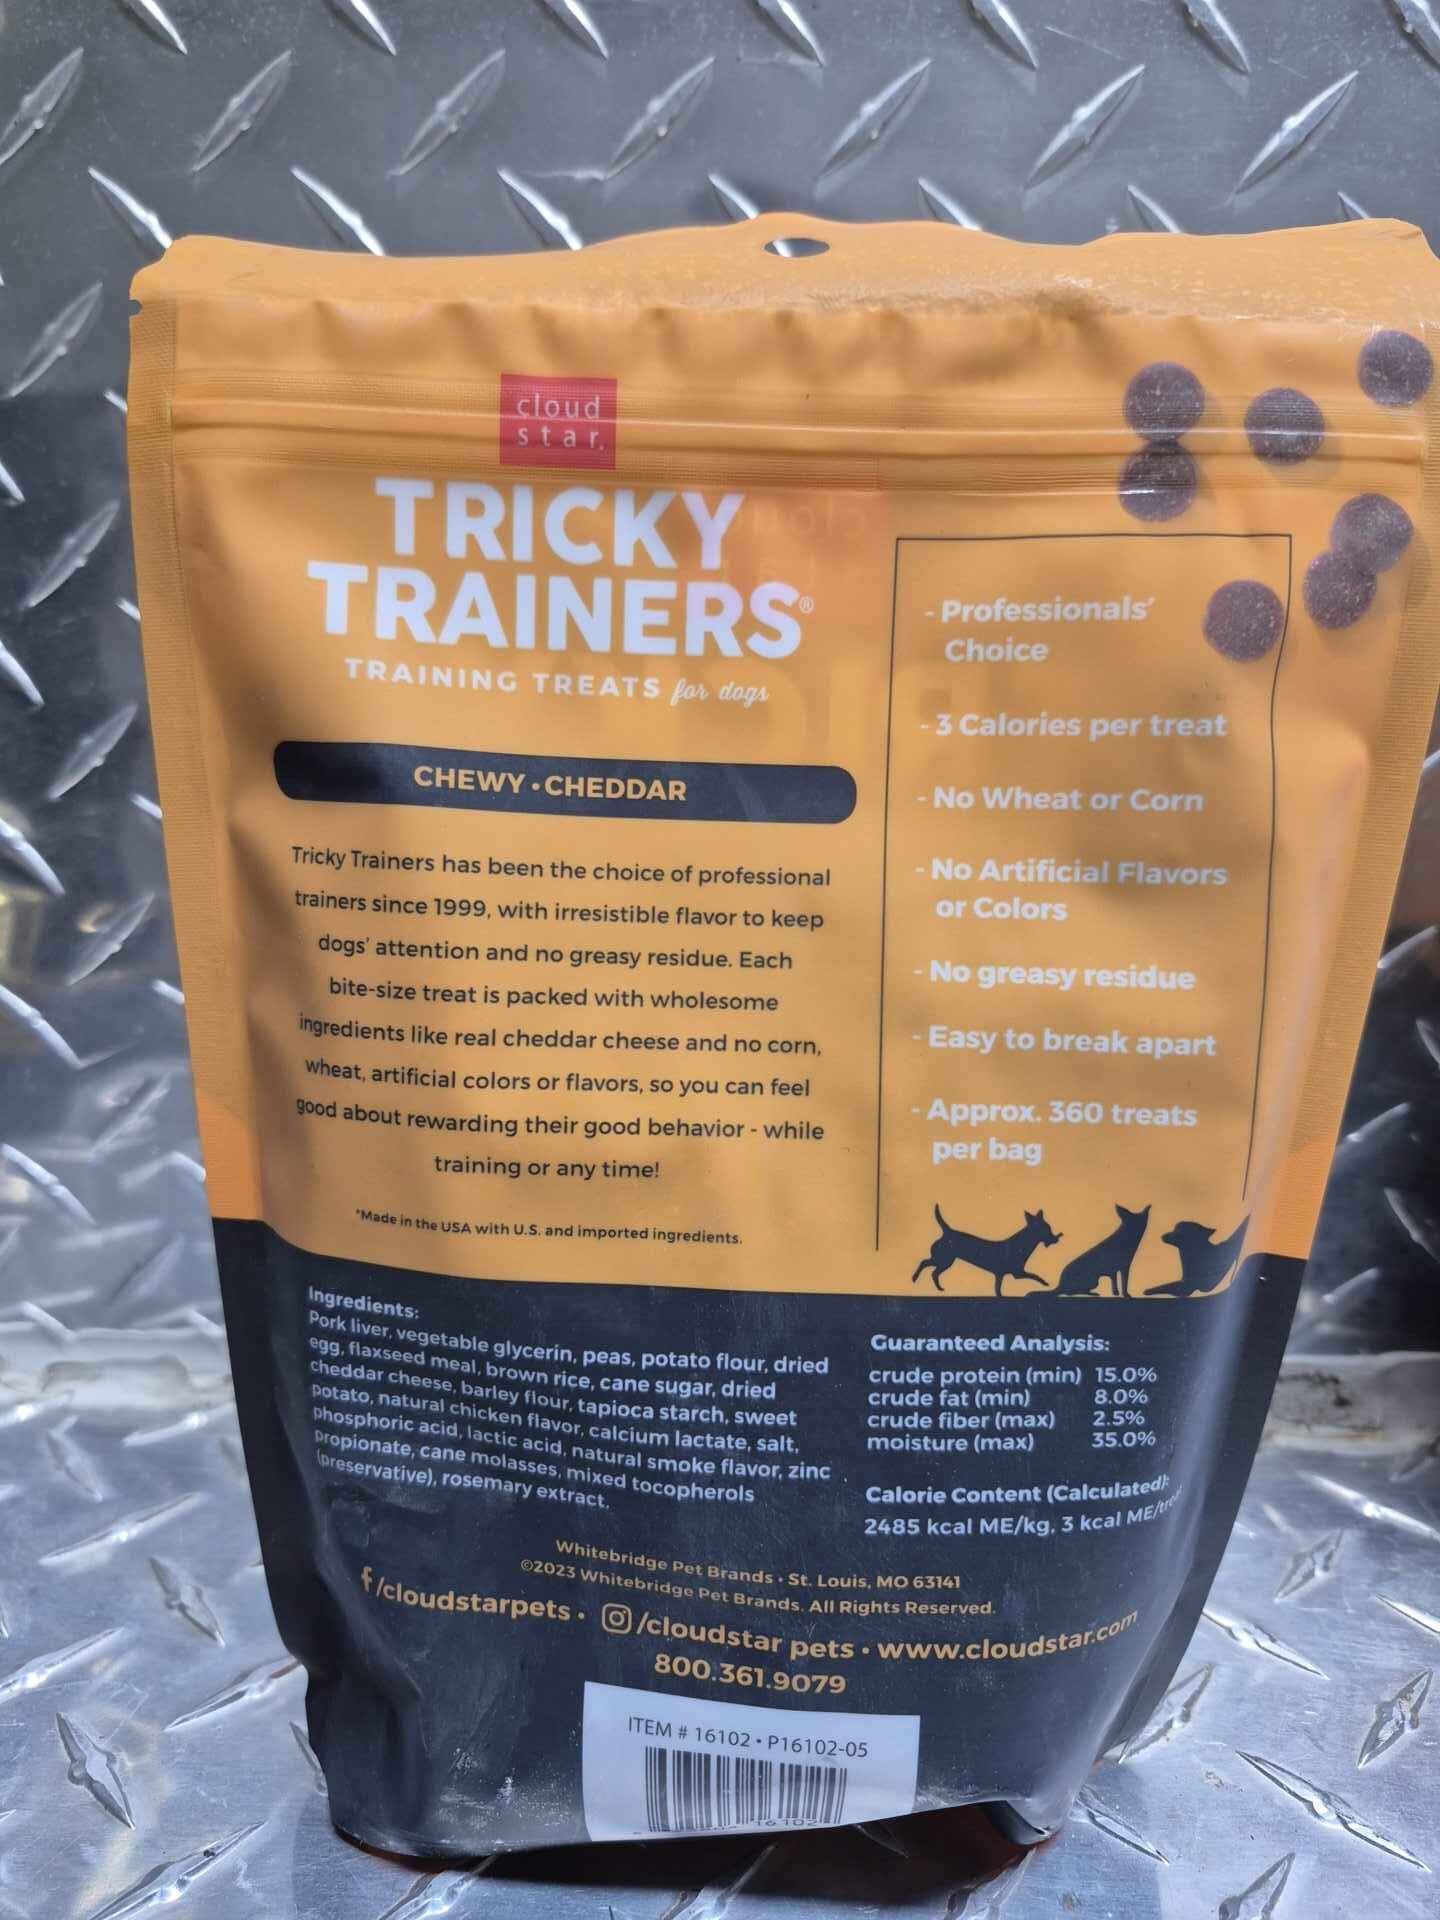 cloud
star.
TRICKY
TRAINERS®
TRAINING TREATS for dogs
CHEWY • CHEDDAR
Tricky Trainers has been the choice of professional
trainers since 1999, with irresistible flavor to keep
dogs' attention and no greasy residue. Each
bite-size treat is packed with wholesome
ingredients like real cheddar cheese and no corn,
wheat, artificial colors or flavors, so you can feel
good about rewarding their good behavior - while
training or any time!
*Made in the USA with U.S. and imported ingredients.
- Professionals'
Choice
- 3 Calories per treat
- No Wheat or Corn
- No Artificial Flavors
or Colors
- No greasy residue
- Easy to break apart
- Approx. 360 treats
per bag
Ingredients:
Pork liver, vegetable glycerin, peas, potato flour, dried
egg, flaxseed meal, brown rice, cane sugar, dried
cheddar cheese, barley flour, tapioca starch, sweet
potato, natural chicken flavor, calcium lactate, salt,
phosphoric acid, lactic acid, natural smoke flavor, zinc
propionate, cane molasses, mixed tocopherols
(preservative), rosemary extract.
Guaranteed Analysis:
crude protein (min) 15.0%
crude fat (min) 8.0%
crude fiber (max) 2.5%
moisture (max) 35.0%
Calorie Content (Calculated):
2485 kcal ME/kg, 3 kcal ME/treat
Whitebridge Pet Brands • St. Louis, MO 63141
©2023 Whitebridge Pet Brands. All Rights Reserved.
f/cloudstarpets • /cloudstar pets • www.cloudstar.com
800.361.9079
ITEM # 16102 • P16102-05
16102